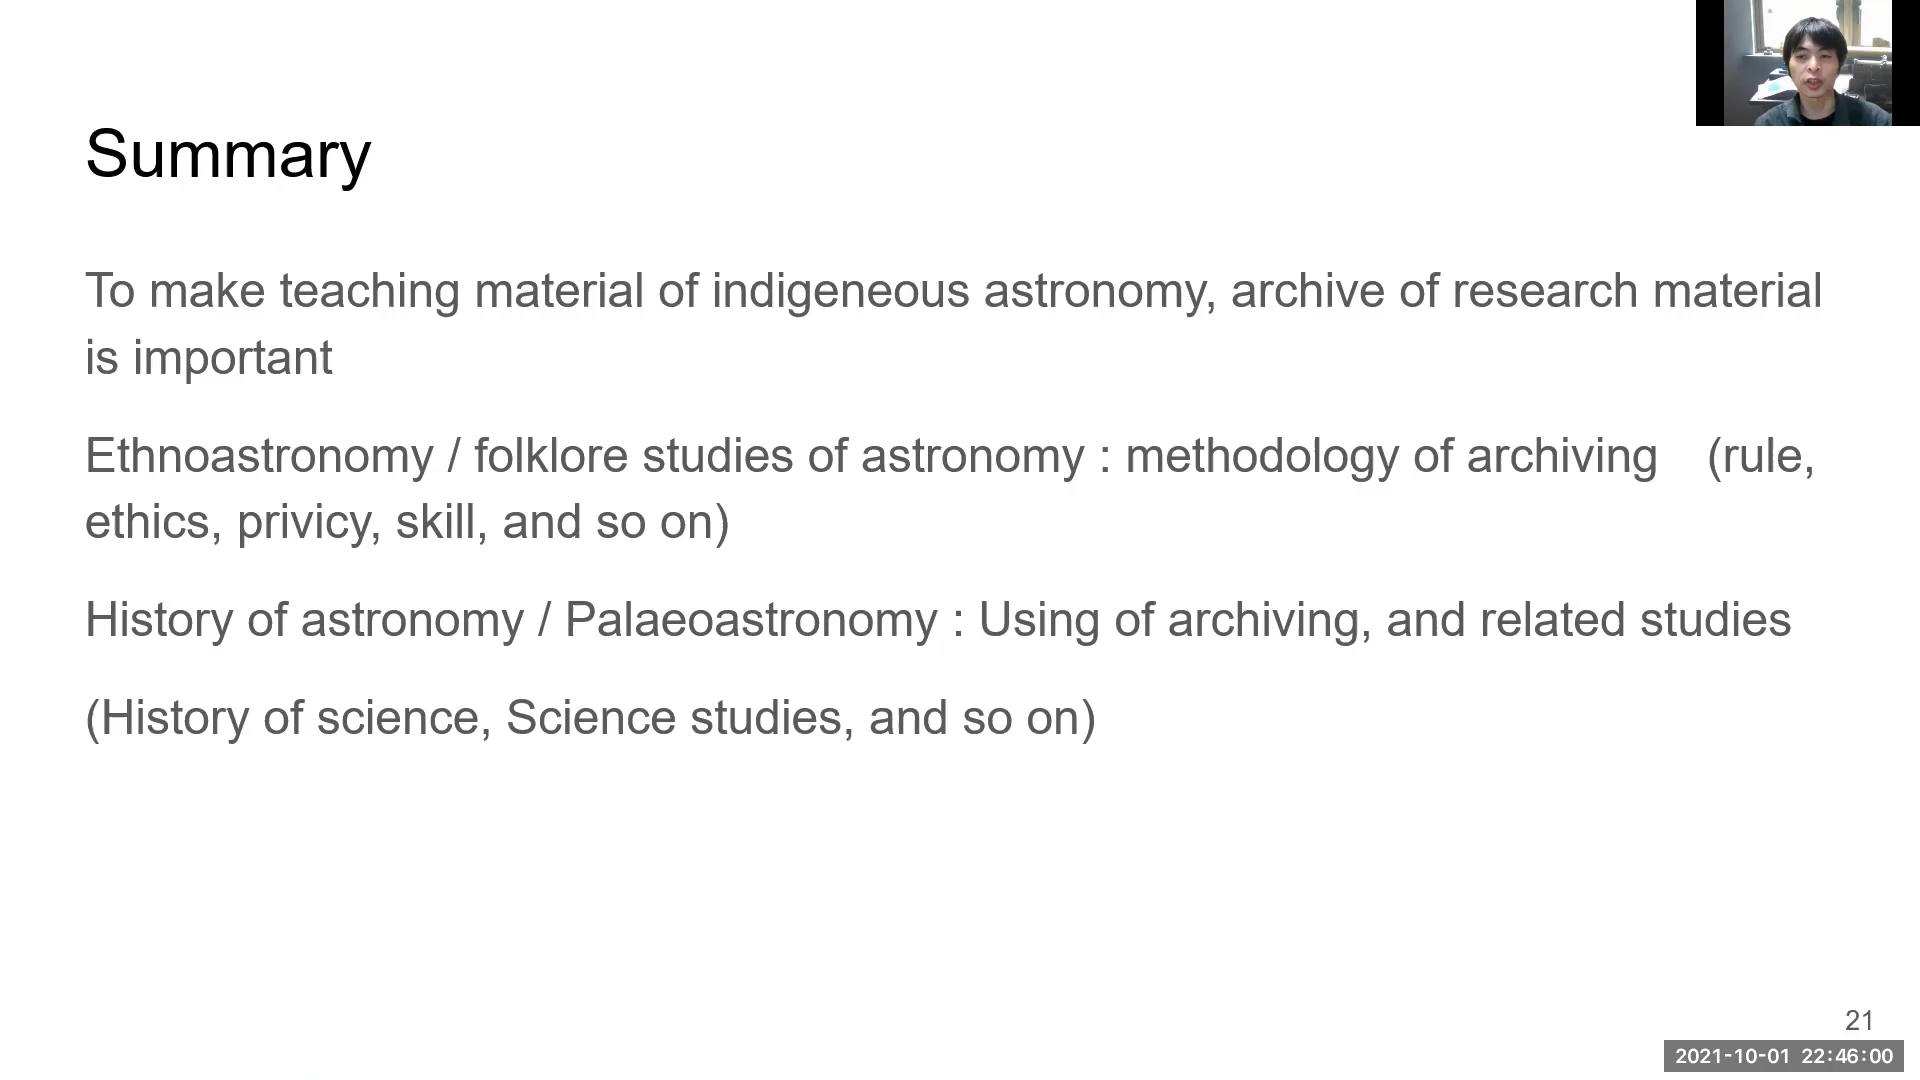 Summary
To make teaching material of indigeneous astronomy, archive of research material
is important
Ethnoastronomy / folklore studies of astronomy : methodology of archiving　(rule,
ethics, privicy, skill, and so on)
History of astronomy / Palaeoastronomy : Using of archiving, and related studies
(History of science, Science studies, and so on)
21
2021-10-01 22:46:00